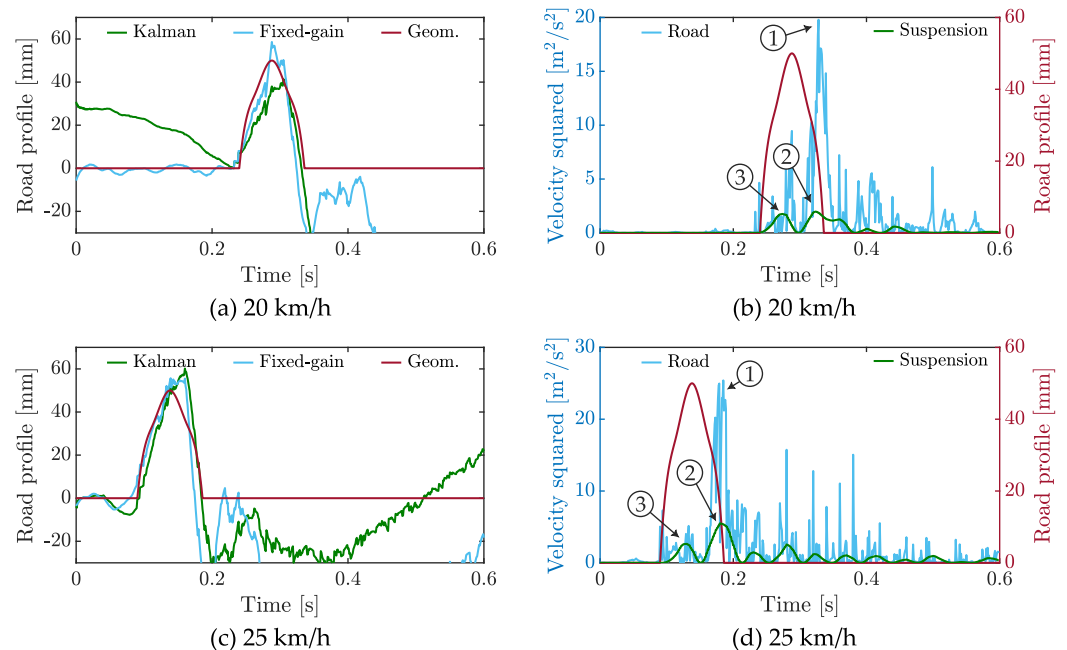 Kalman Fixed-gain Geom.
Road profile [mm]
60
40
20
0
-20
0 0.2 0.4 0.6
Time [s]
(a) 20 km/h
Road Suspension
Velocity squared [m²/s²]
20
15
10
5
0
60
40
20
0
Road profile [mm]
1
2
3
0 0.2 0.4 0.6
Time [s]
(b) 20 km/h
Kalman Fixed-gain Geom.
Road profile [mm]
60
40
20
0
-20
0 0.2 0.4 0.6
Time [s]
(c) 25 km/h
Road Suspension
Velocity squared [m²/s²]
30
20
10
0
60
40
20
0
Road profile [mm]
1
2
3
0 0.2 0.4 0.6
Time [s]
(d) 25 km/h